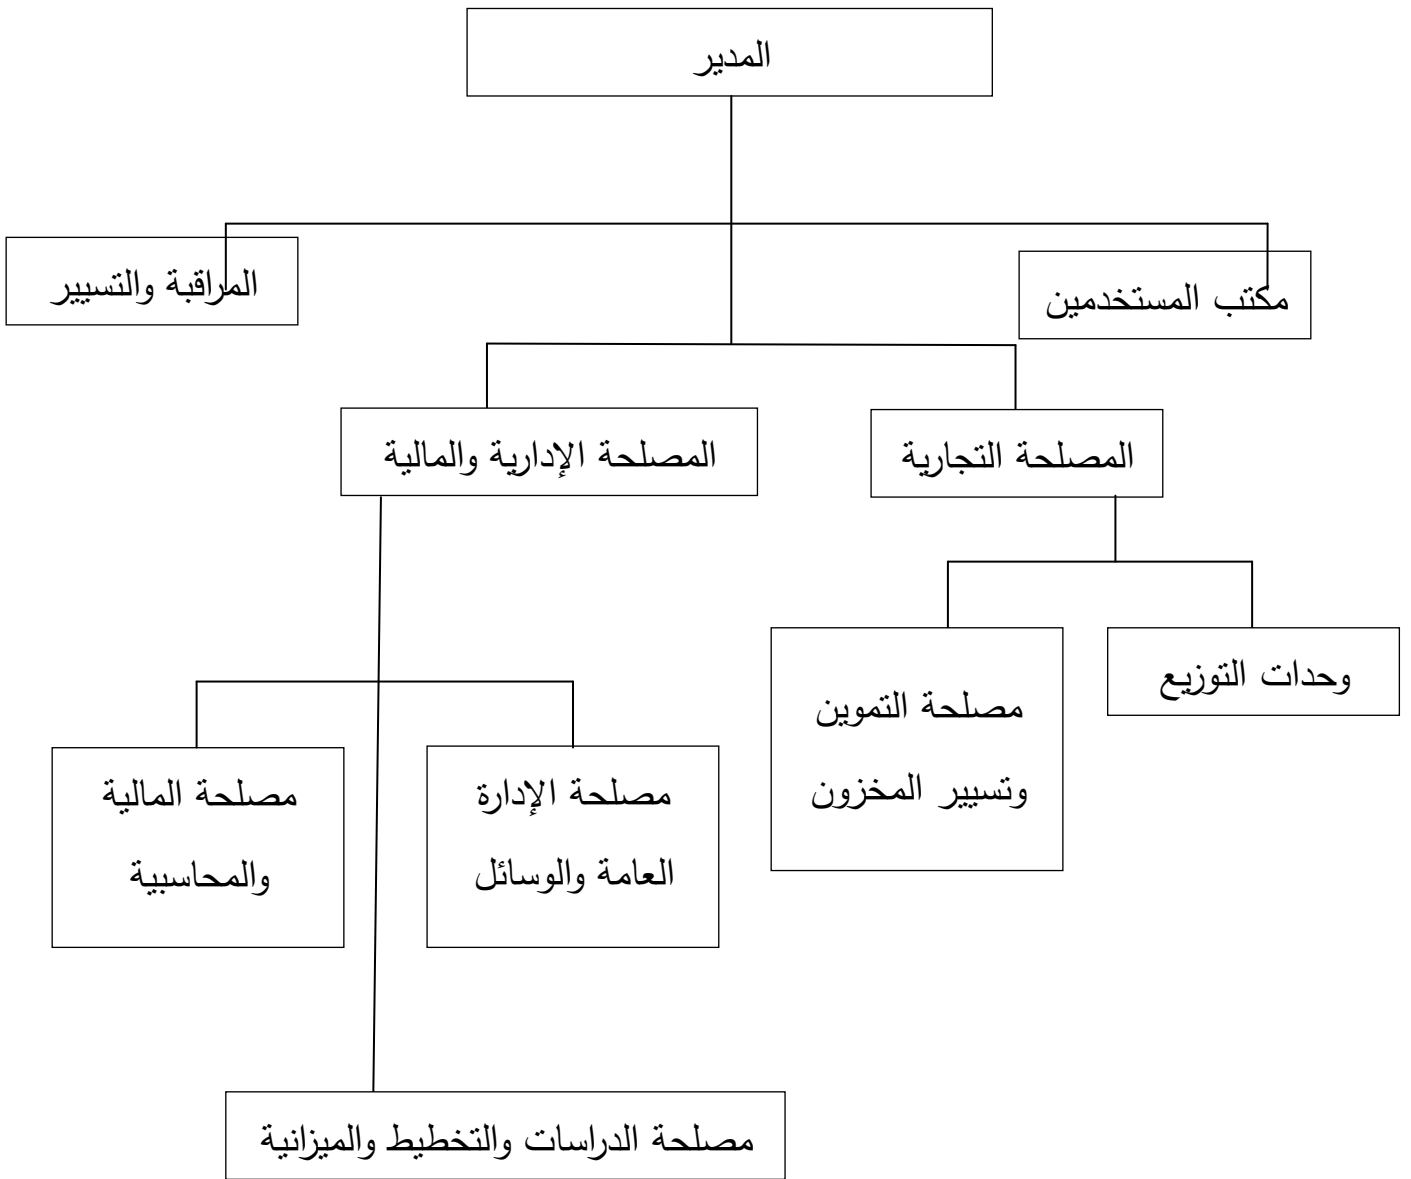 المدير
مكتب المستخدمين
المراقبة والتسيير
المصلحة التجارية
المصلحة الإدارية والمالية
وحدات التوزيع
مصلحة التموين
وتسيير المخزون
مصلحة الإدارة
العامة والوسائل
مصلحة المالية
والمحاسبية
مصلحة الدراسات والتخطيط والميزانية